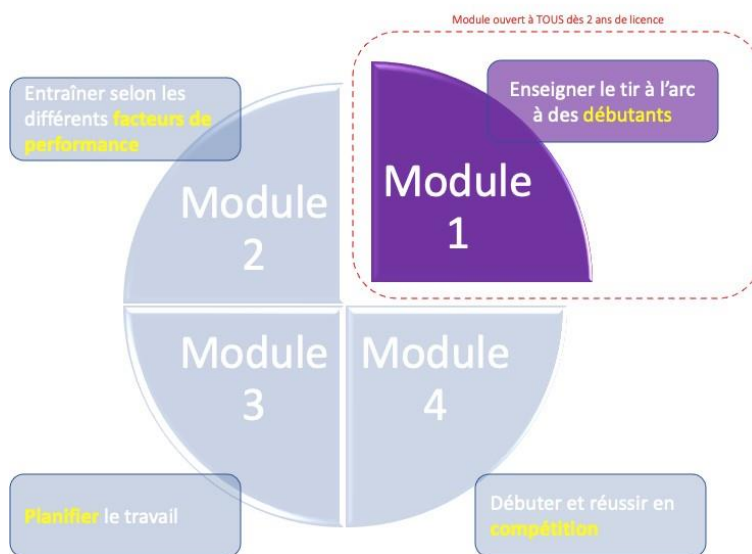 Module ouvert à TOUS dès 2 ans de licence
Entraîner selon les
différents facteurs de
performance
Enseigner le tir à l'arc
à des débutants
Module
2
Module
1
Module
3
Module
4
Planifier le travail
Débuter et réussir en
compétition